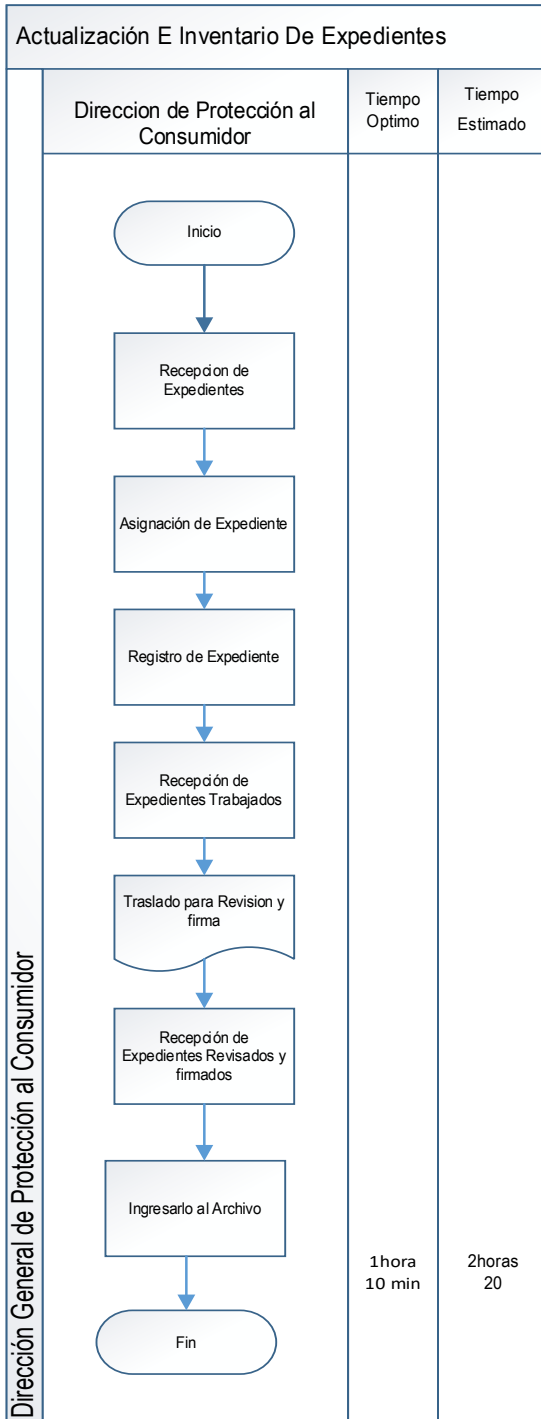 Actualización E Inventario De Expedientes
Dirección General de Protección al Consumidor
Direccion de Protección al
Consumidor
Tiempo
Optimo
Tiempo
Estimado
Inicio
Recepcion de
Expedientes
Asignación de Expediente
Registro de Expediente
Recepción de
Expedientes Trabajados
Traslado para Revision y
firma
Recepción de
Expedientes Revisados y
firmados
Ingresarlo al Archivo
1hora
10 min
2horas
20
Fin